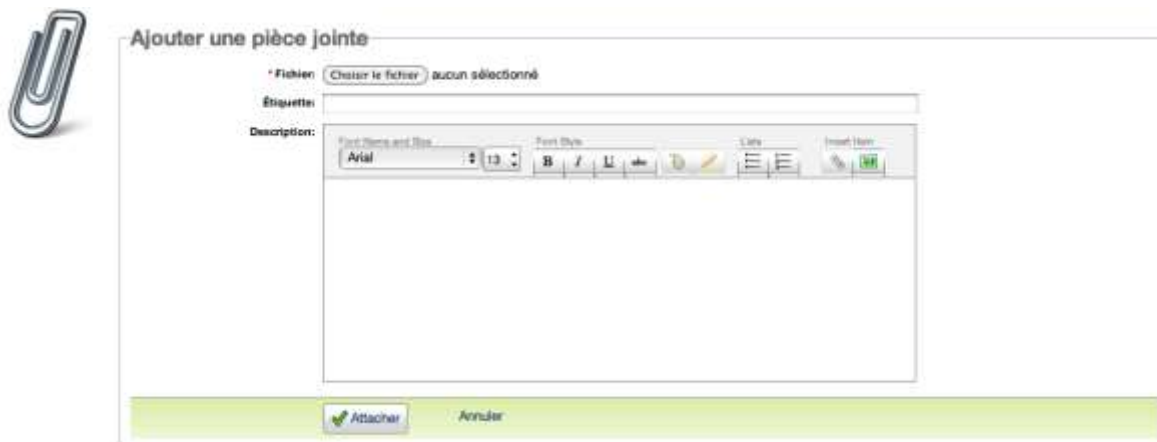 Ajouter une pièce jointe
* Fichier: Choisir le fichier aucun sélectionné
Étiquette:
Description:
Font Name and Size Font Style Lists Insert Item
Arial 13 B I U abc
Attacher Annuler